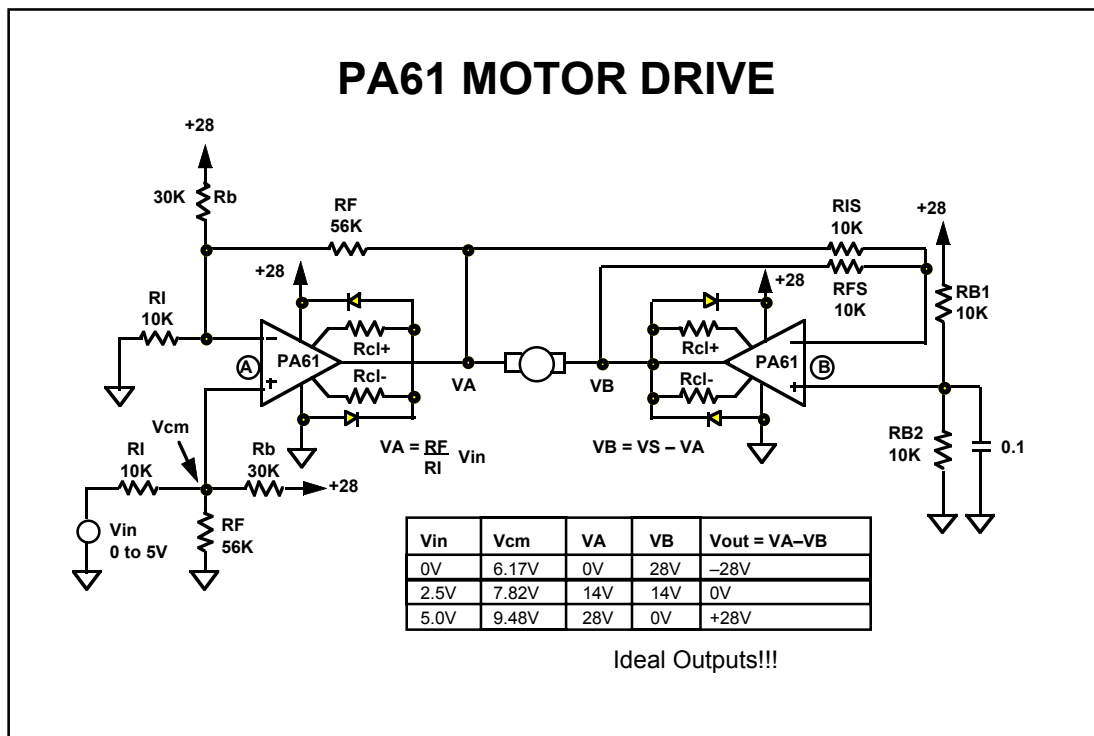 PA61 MOTOR DRIVE
+28
30K Rb
RF
56K
RIS
10K
+28
+28
+28
RFS
10K
RB1
10K
RI
10K
–
Rcl+
PA61
A
+
Rcl-
VA
VB
Rcl+
–
PA61
B
Rcl-
+
Vcm
VA = RF/RI Vin
VB = VS – VA
RB2
10K
0.1
RI
10K
Rb
30K
+28
Vin
0 to 5V
RF
56K
Vin Vcm VA VB Vout = VA–VB
0V 6.17V 0V 28V –28V
2.5V 7.82V 14V 14V 0V
5.0V 9.48V 28V 0V +28V
Ideal Outputs!!!